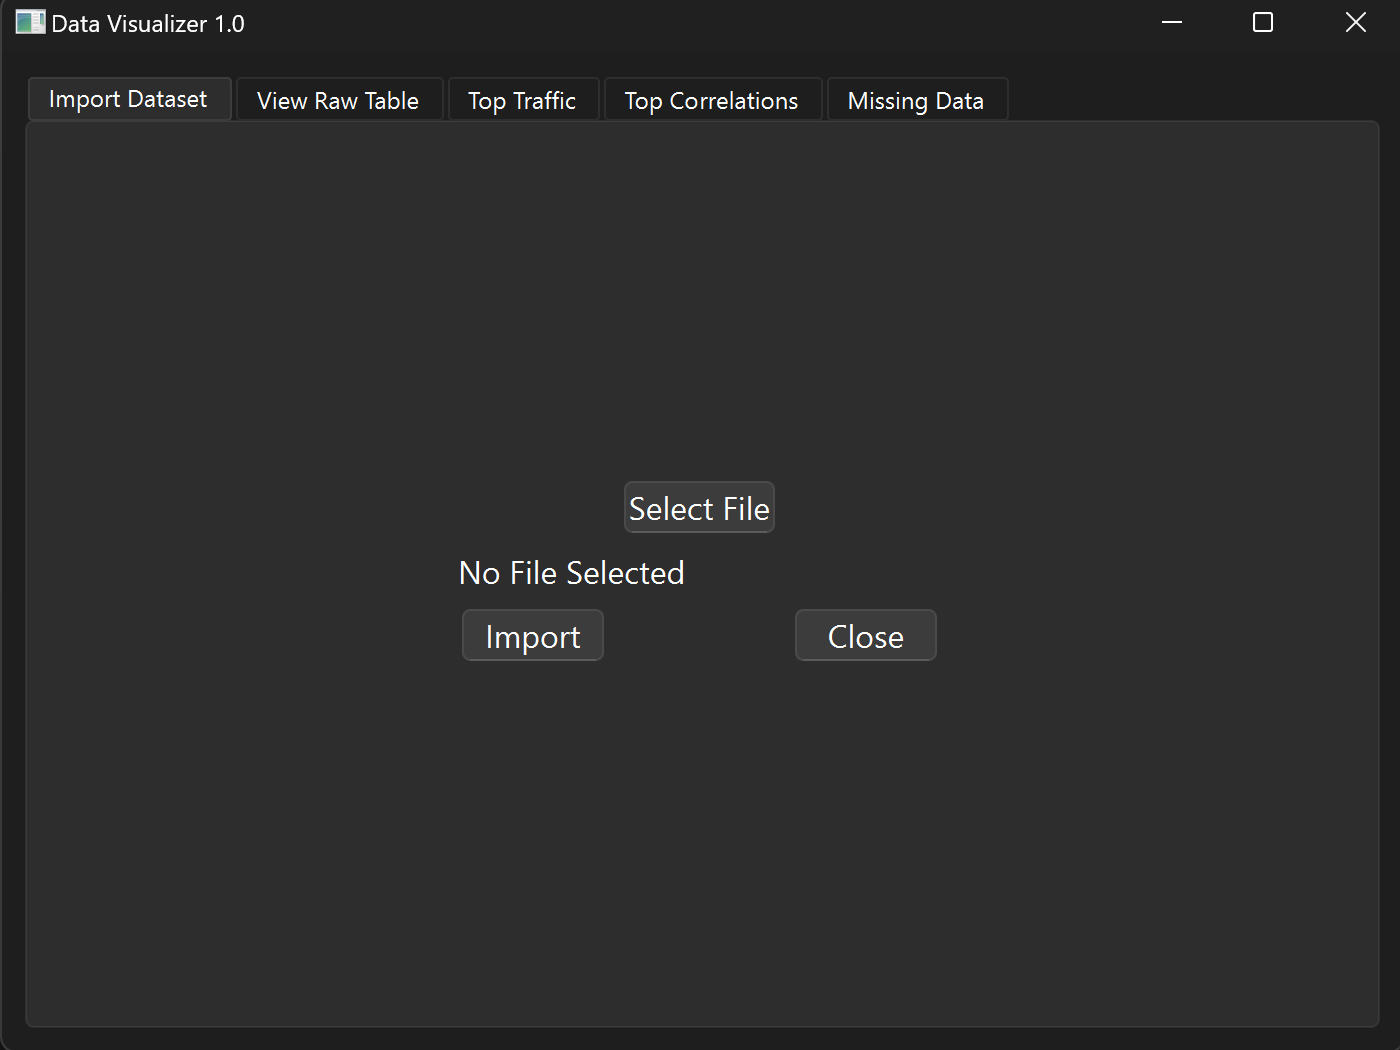 Data Visualizer 1.0
Import Dataset View Raw Table Top Traffic Top Correlations Missing Data
Select File
No File Selected
Import Close